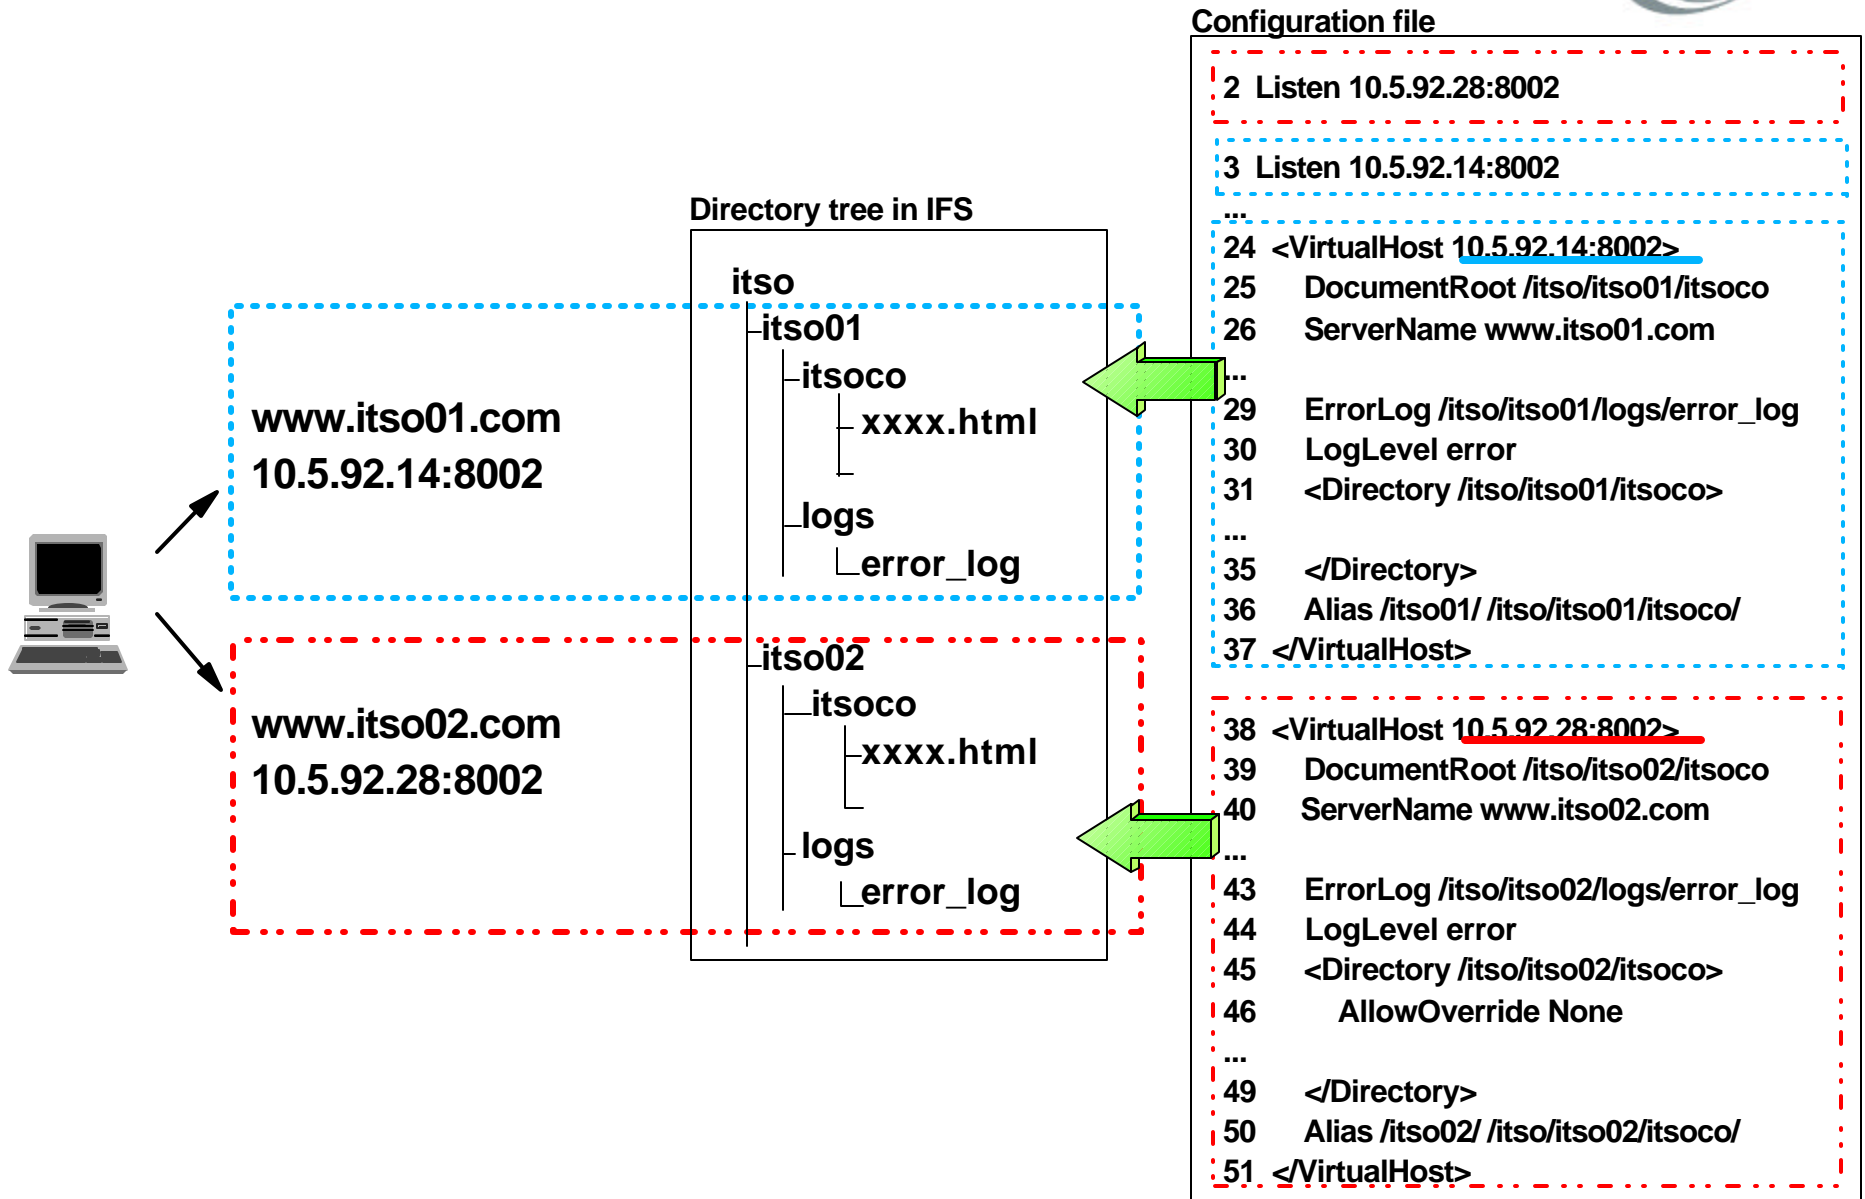 Configuration file
2 Listen 10.5.92.28:8002
3 Listen 10.5.92.14:8002
...
24 <VirtualHost 10.5.92.14:8002>
25 DocumentRoot /itso/itso01/itsoco
26 ServerName www.itso01.com
...
29 ErrorLog /itso/itso01/logs/error_log
30 LogLevel error
31 <Directory /itso/itso01/itsoco>
...
35 </Directory>
36 Alias /itso01/ /itso/itso01/itsoco/
37 </VirtualHost>
38 <VirtualHost 10.5.92.28:8002>
39 DocumentRoot /itso/itso02/itsoco
40 ServerName www.itso02.com
...
43 ErrorLog /itso/itso02/logs/error_log
44 LogLevel error
45 <Directory /itso/itso02/itsoco>
46 AllowOverride None
...
49 </Directory>
50 Alias /itso02/ /itso/itso02/itsoco/
51 </VirtualHost>
Directory tree in IFS
itso
itso01
itsoco
xxxx.html
logs
error_log
itso02
itsoco
xxxx.html
logs
error_log
www.itso01.com
10.5.92.14:8002
www.itso02.com
10.5.92.28:8002